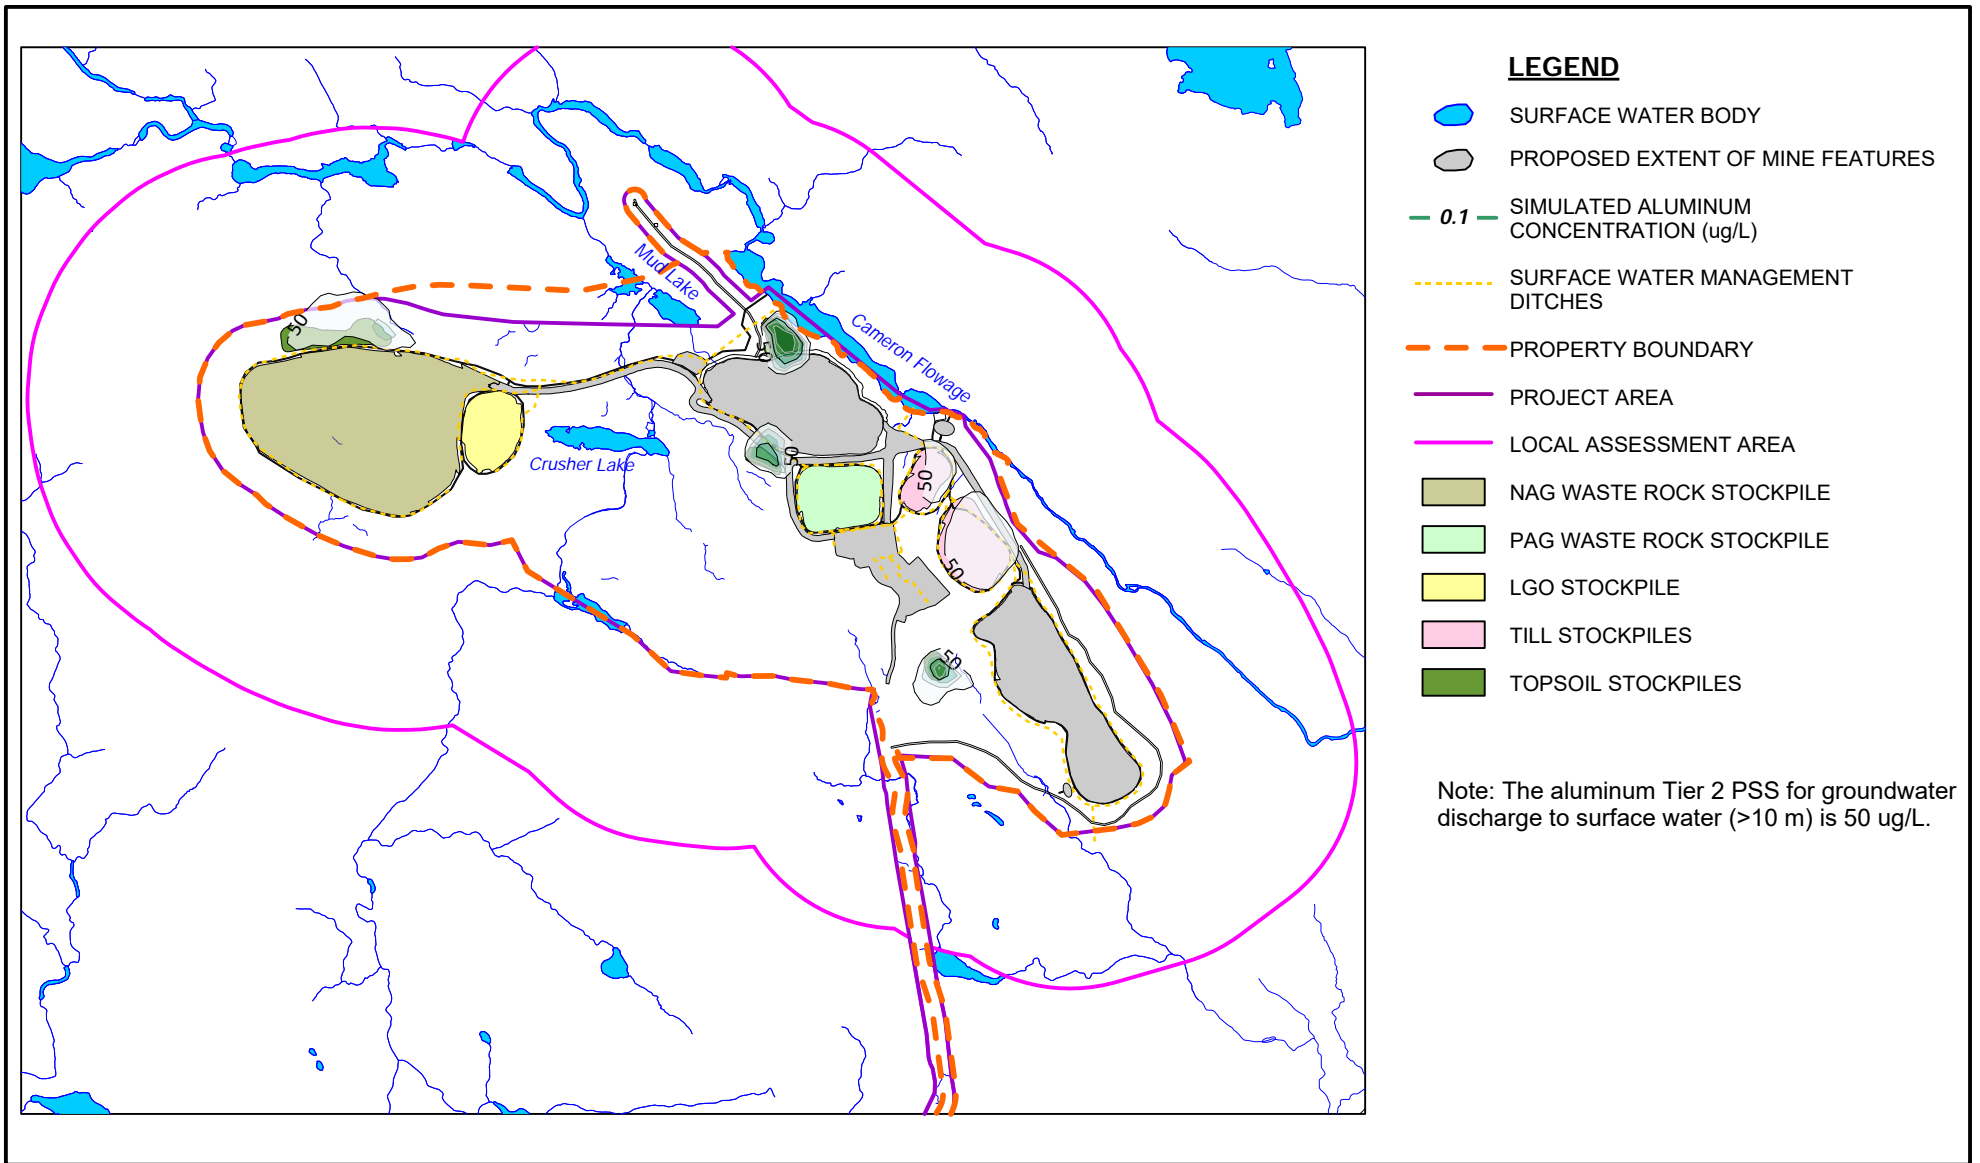 LEGEND
SURFACE WATER BODY
PROPOSED EXTENT OF MINE FEATURES
0.1
SIMULATED ALUMINUM
CONCENTRATION (ug/L)
SURFACE WATER MANAGEMENT
DITCHES
PROPERTY BOUNDARY
PROJECT AREA
LOCAL ASSESSMENT AREA
NAG WASTE ROCK STOCKPILE
PAG WASTE ROCK STOCKPILE
LGO STOCKPILE
TILL STOCKPILES
TOPSOIL STOCKPILES
Note: The aluminum Tier 2 PSS for groundwater
discharge to surface water (>10 m) is 50 ug/L.
Mud Lake
Cameron Flowage
Crusher Lake
50
50
50
50
50